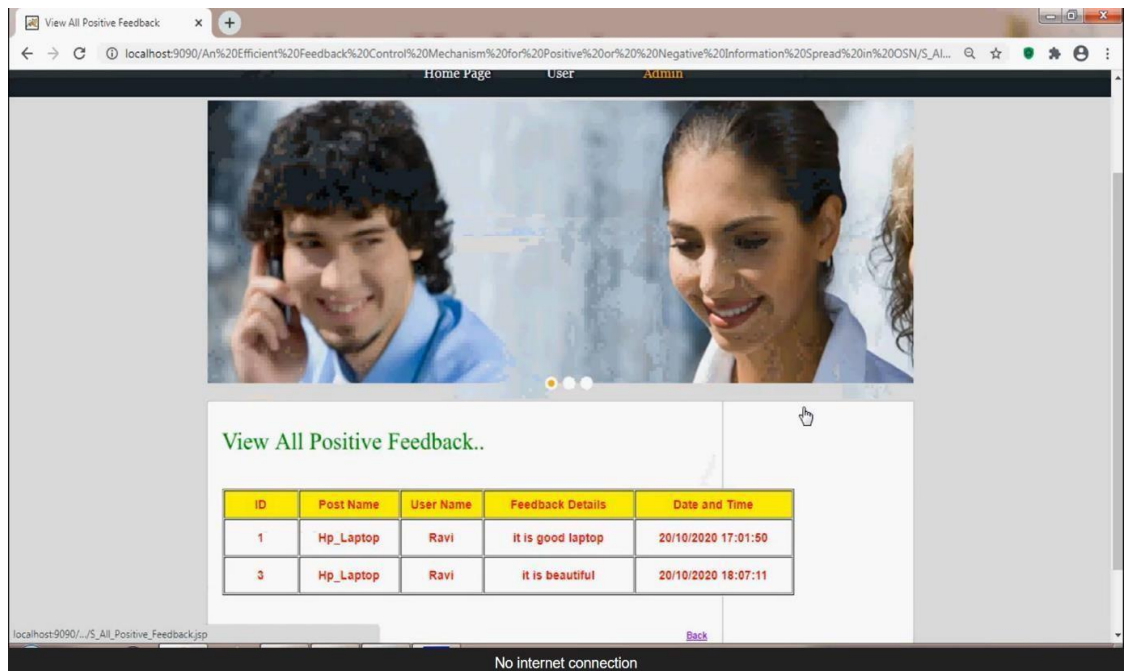 View All Positive Feedback
localhost:9090/An%20Efficient%20Feedback%20Control%20Mechanism%20for%20Positive%20or%20%20Negative%20Information%20Spread%20in%20OSN/S_Al...
Home Page User Admin
View All Positive Feedback..
ID Post Name User Name Feedback Details Date and Time
1 Hp_Laptop Ravi it is good laptop 20/10/2020 17:01:50
3 Hp_Laptop Ravi it is beautiful 20/10/2020 18:07:11
Back
localhost:9090/.../S_All_Positive_Feedback.jsp
No internet connection